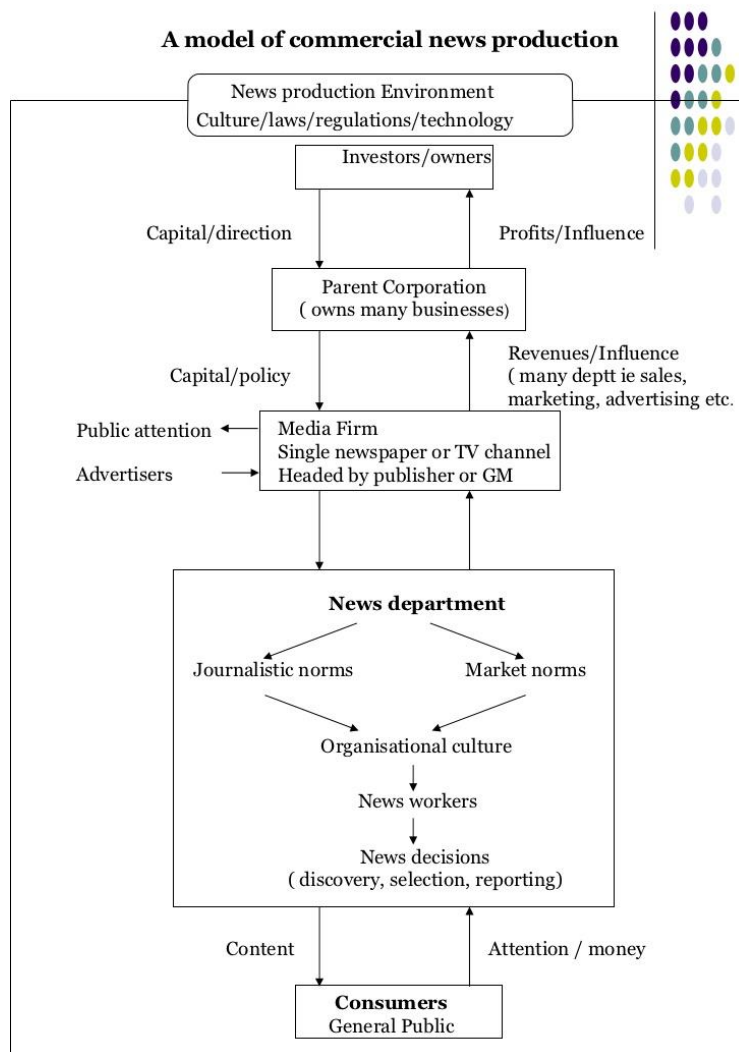 A model of commercial news production
News production Environment
Culture/laws/regulations/technology
Investors/owners
Capital/direction
Profits/Influence
Parent Corporation
( owns many businesses)
Capital/policy
Revenues/Influence
( many deptt ie sales,
marketing, advertising etc.
Public attention
Advertisers
Media Firm
Single newspaper or TV channel
Headed by publisher or GM
News department
Journalistic norms
Market norms
Organisational culture
News workers
News decisions
( discovery, selection, reporting)
Content
Attention / money
Consumers
General Public